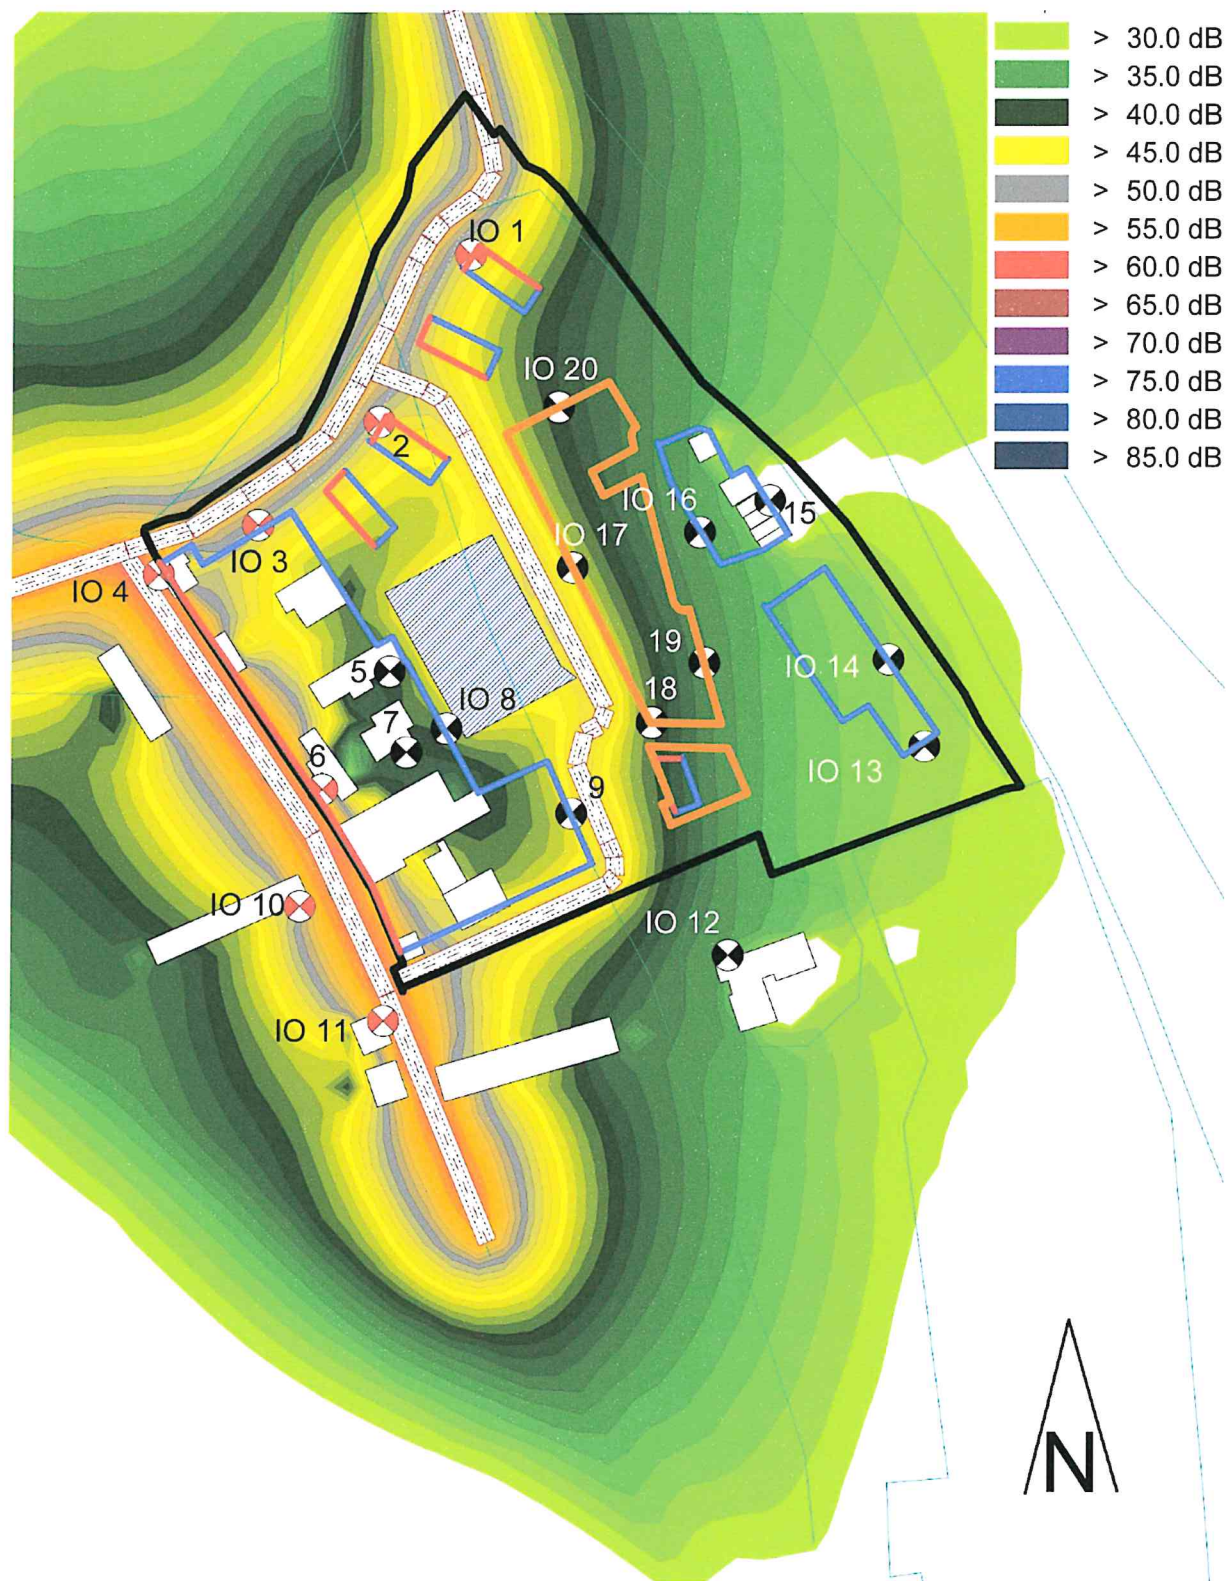 > 30.0 dB
> 35.0 dB
> 40.0 dB
> 45.0 dB
> 50.0 dB
> 55.0 dB
> 60.0 dB
> 65.0 dB
> 70.0 dB
> 75.0 dB
> 80.0 dB
> 85.0 dB
IO 1
IO 20
2
IO 16
15
IO 3
IO 17
IO 4
19
IO 14
5
IO 8
18
7
6
IO 13
9
IO 10
IO 12
IO 11
N